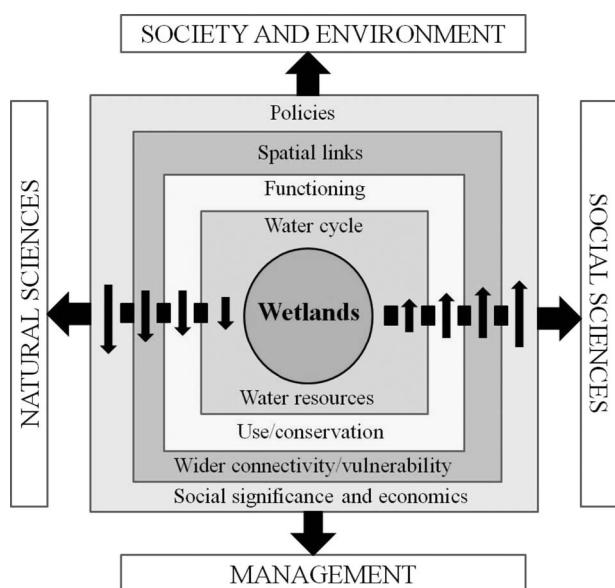 SOCIETY AND ENVIRONMENT
Policies
Spatial links
Functioning
Water cycle
NATURAL SCIENCES
Wetlands
SOCIAL SCIENCES
Water resources
Use/conservation
Wider connectivity/vulnerability
Social significance and economics
MANAGEMENT